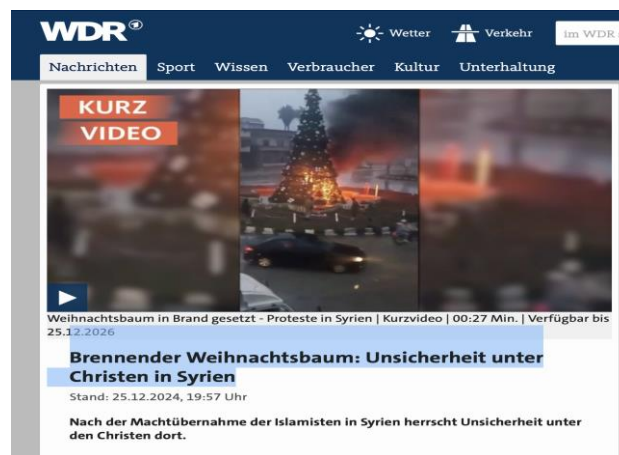 WDR®
Wetter
Verkehr
im WDR
Nachrichten Sport Wissen Verbraucher Kultur Unterhaltung
KURZ
VIDEO
Weihnachtsbaum in Brand gesetzt - Proteste in Syrien | Kurzvideo | 00:27 Min. | Verfügbar bis
25.12.2026
Brennender Weihnachtsbaum: Unsicherheit unter
Christen in Syrien
Stand: 25.12.2024, 19:57 Uhr
Nach der Machtübernahme der Islamisten in Syrien herrscht Unsicherheit unter
den Christen dort.